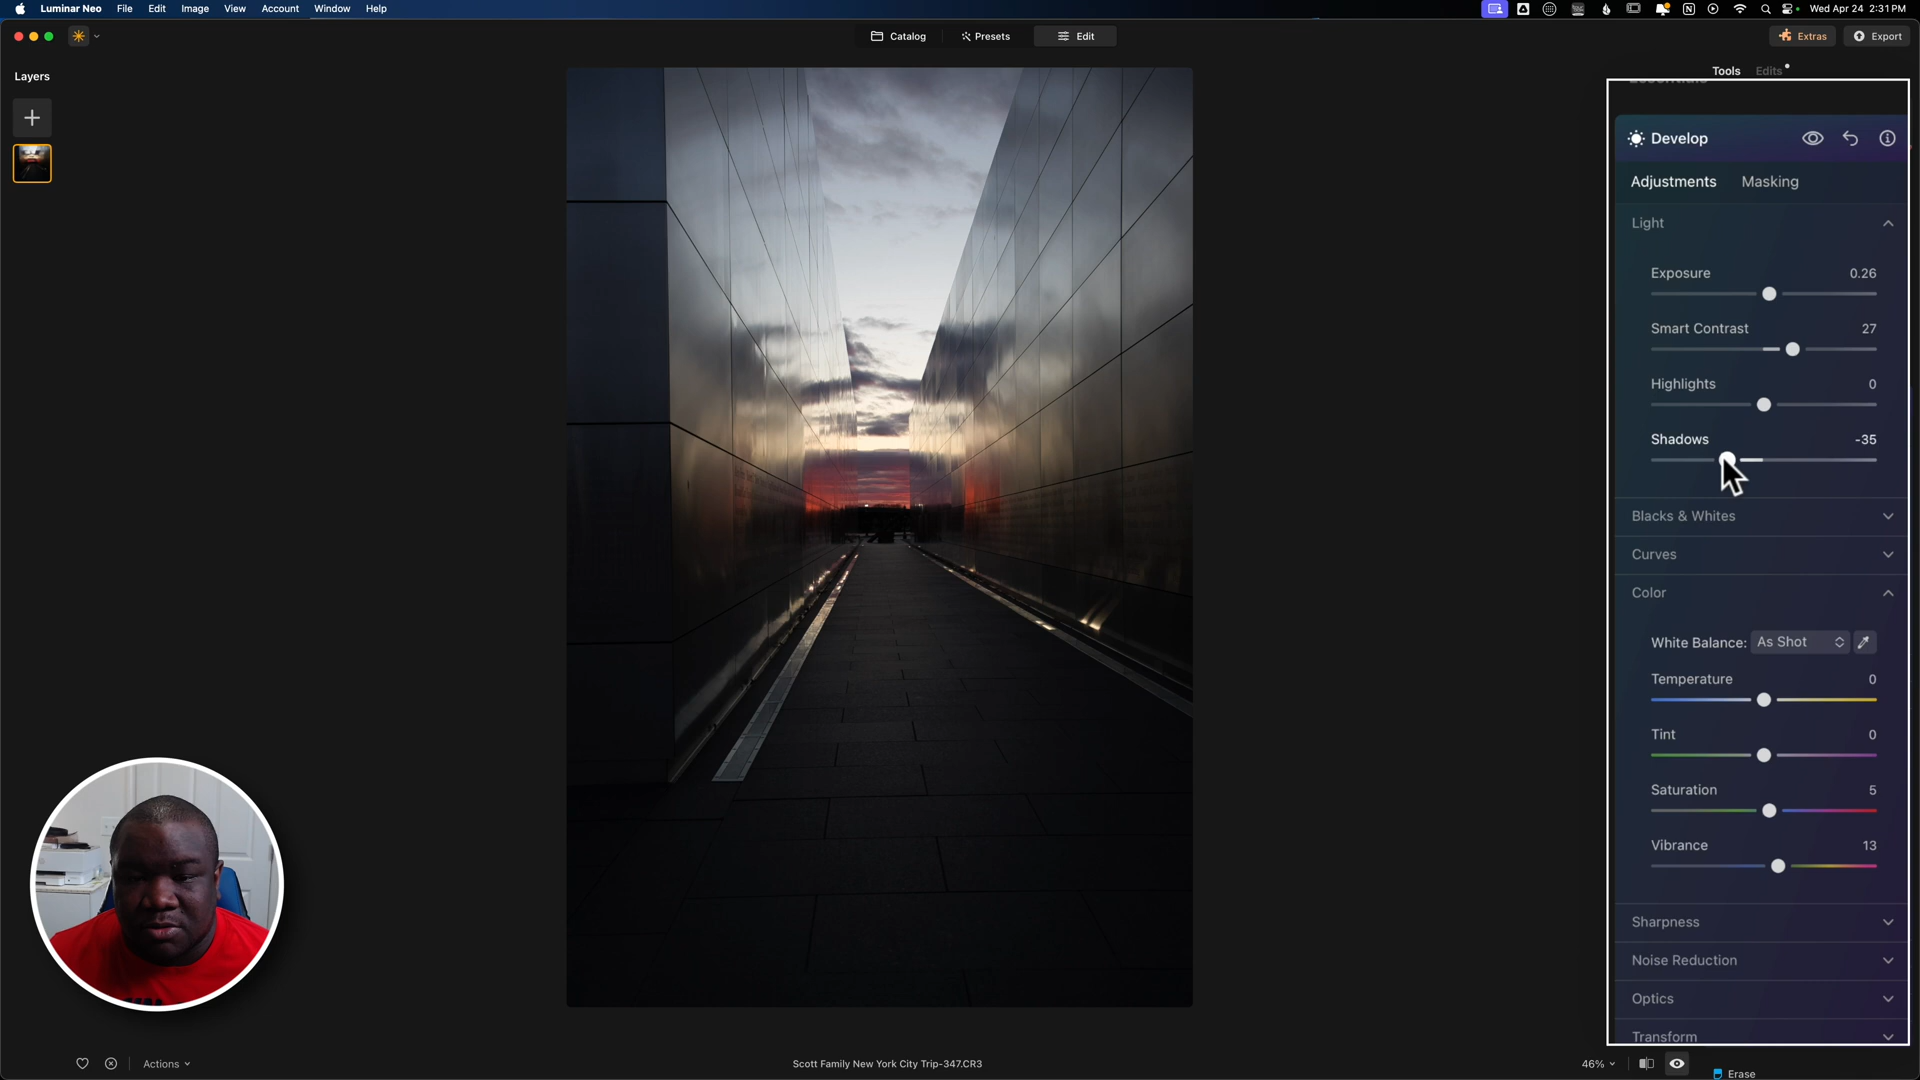 Luminar Neo File Edit Image View Account Window Help Wed Apr 24 2:31 PM
Catalog Presets Edit Extras Export
Layers
Tools Edits
Essentials
Develop
Adjustments Masking
Light
Exposure 0.26
Smart Contrast 27
Highlights 0
Shadows -35
Blacks & Whites
Curves
Color
White Balance: As Shot
Temperature 0
Tint 0
Saturation 5
Vibrance 13
Sharpness
Noise Reduction
Optics
Transform
Actions Scott Family New York City Trip-347.CR3 46%
Erase